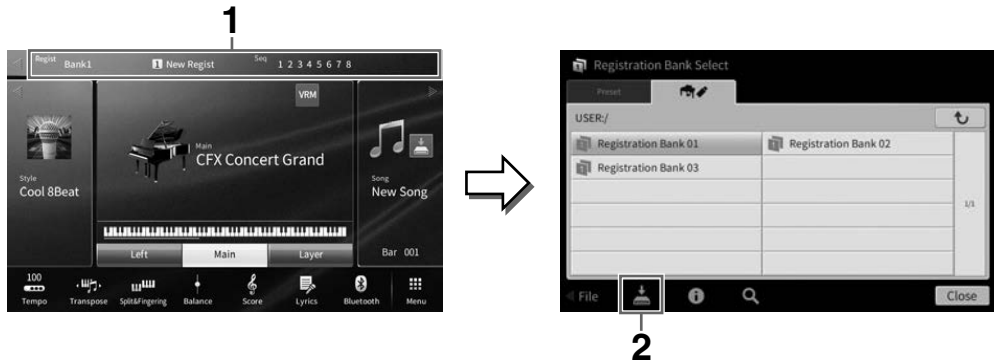 1
Regist Bank1 1 New Regist Seq 1 2 3 4 5 6 7 8
VRM
Main
CFX Concert Grand
Style
Cool 8Beat
Song
New Song
Left Main Layer
Bar 001
100
Tempo Transpose Split&Fingering Balance Score Lyrics Bluetooth Menu
Registration Bank Select
Preset
USER:/
Registration Bank 01 Registration Bank 02
Registration Bank 03
1/1
File Close
2